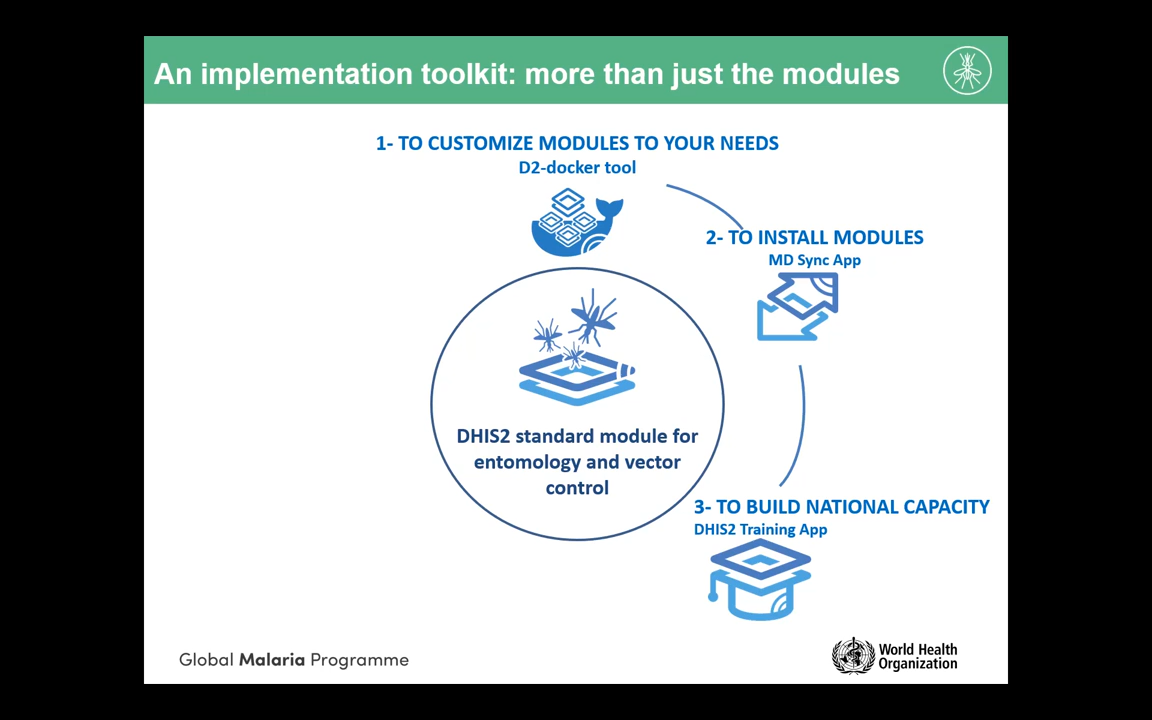 An implementation toolkit: more than just the modules
1- TO CUSTOMIZE MODULES TO YOUR NEEDS
D2-docker tool
2- TO INSTALL MODULES
MD Sync App
DHIS2 standard module for
entomology and vector
control
3- TO BUILD NATIONAL CAPACITY
DHIS2 Training App
Global Malaria Programme
World Health
Organization